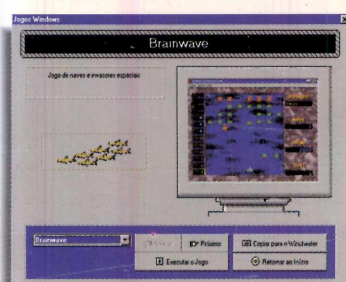 Jogos Windows
Brainwave
Jogo de naves e invasores espaciais
Brainwave
Próximo
Copiar para o Winchester
Executar o Jogo
Retornar ao Início